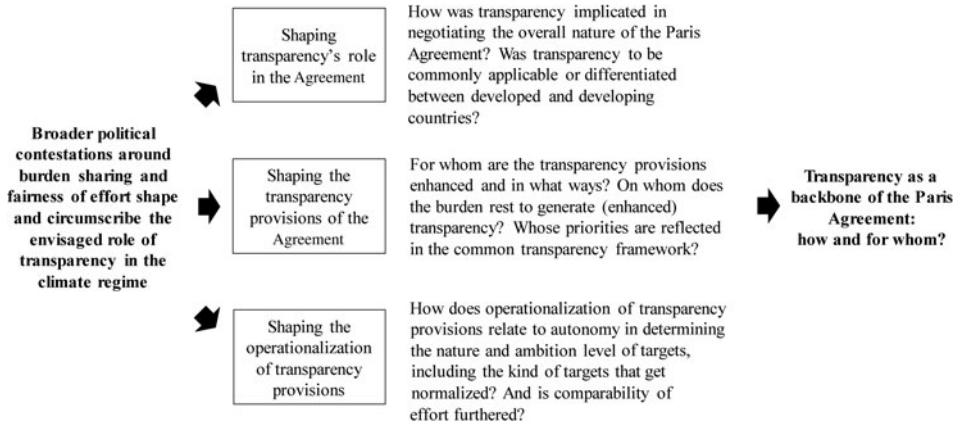 Broader political
contestations around
burden sharing and
fairness of effort shape
and circumscribe the
envisaged role of
transparency in the
climate regime
Shaping
transparency's role
in the Agreement
How was transparency implicated in
negotiating the overall nature of the Paris
Agreement? Was transparency to be
commonly applicable or differentiated
between developed and developing
countries?
Shaping the
transparency
provisions of the
Agreement
For whom are the transparency provisions
enhanced and in what ways? On whom does
the burden rest to generate (enhanced)
transparency? Whose priorities are reflected
in the common transparency framework?
Shaping the
operationalization
of transparency
provisions
How does operationalization of transparency
provisions relate to autonomy in determining
the nature and ambition level of targets,
including the kind of targets that get
normalized? And is comparability of
effort furthered?
Transparency as a
backbone of the Paris
Agreement:
how and for whom?